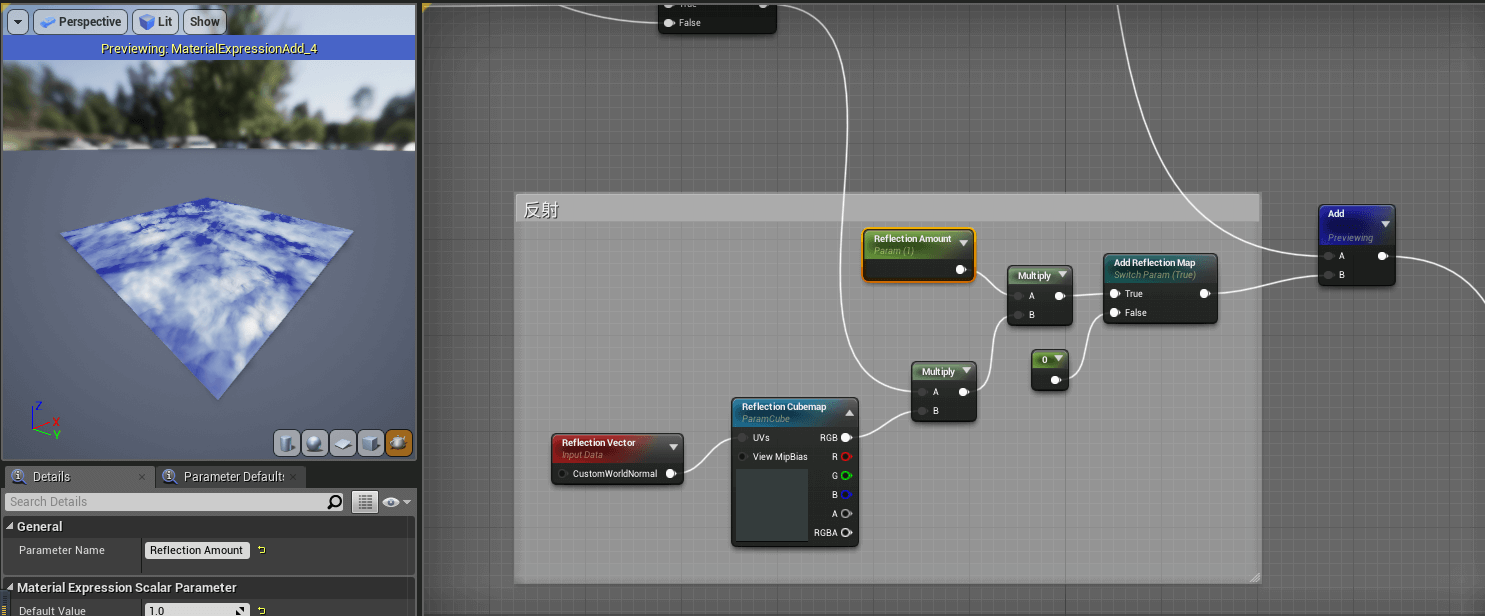 Perspective
Lit
Show
Previewing: MaterialExpressionAdd_4
Z
X
Y
Details
Parameter Defaults
Search Details
General
Parameter Name
Reflection Amount
Material Expression Scalar Parameter
Default Value
1.0
True
False
反射
Reflection Amount
Param (1)
Multiply
A
B
Add Reflection Map
Switch Param (True)
True
False
Add
Previewing
A
B
0
Multiply
A
B
Reflection Cubemap
ParamCube
UVs
RGB
View MipBias
R
G
B
A
RGBA
Reflection Vector
Input Data
CustomWorldNormal